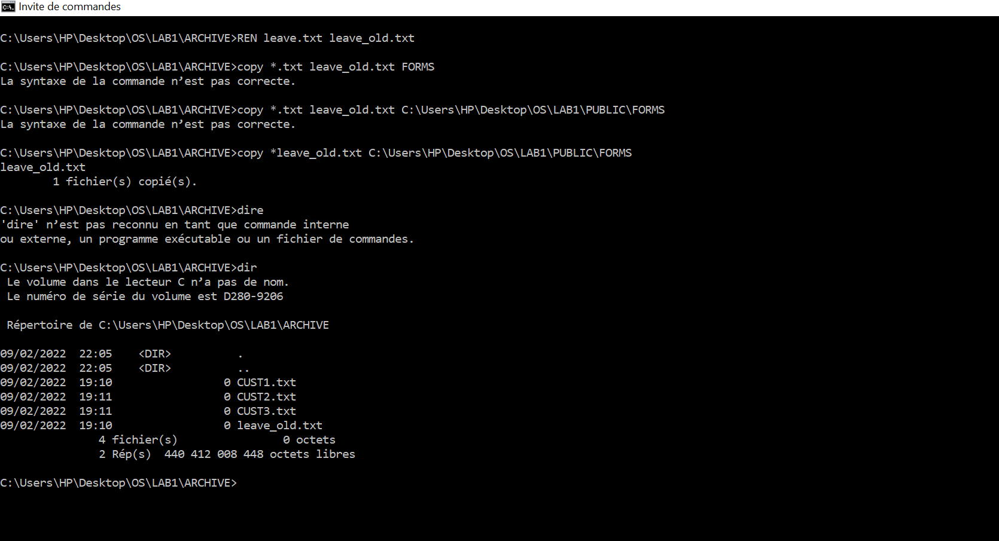 Invite de commandes
C:\Users\HP\Desktop\OS\LAB1\ARCHIVE>REN leave.txt leave_old.txt
C:\Users\HP\Desktop\OS\LAB1\ARCHIVE>copy *.txt leave_old.txt FORMS
La syntaxe de la commande n’est pas correcte.
C:\Users\HP\Desktop\OS\LAB1\ARCHIVE>copy *.txt leave_old.txt C:\Users\HP\Desktop\OS\LAB1\PUBLIC\FORMS
La syntaxe de la commande n’est pas correcte.
C:\Users\HP\Desktop\OS\LAB1\ARCHIVE>copy *leave_old.txt C:\Users\HP\Desktop\OS\LAB1\PUBLIC\FORMS
leave_old.txt
        1 fichier(s) copié(s).
C:\Users\HP\Desktop\OS\LAB1\ARCHIVE>dire
'dire' n’est pas reconnu en tant que commande interne
ou externe, un programme exécutable ou un fichier de commandes.
C:\Users\HP\Desktop\OS\LAB1\ARCHIVE>dir
 Le volume dans le lecteur C n’a pas de nom.
 Le numéro de série du volume est D280-9206
 Répertoire de C:\Users\HP\Desktop\OS\LAB1\ARCHIVE
09/02/2022  22:05    <DIR>          .
09/02/2022  22:05    <DIR>          ..
09/02/2022  19:10                 0 CUST1.txt
09/02/2022  19:11                 0 CUST2.txt
09/02/2022  19:11                 0 CUST3.txt
09/02/2022  19:10                 0 leave_old.txt
               4 fichier(s)                0 octets
               2 Rép(s)  440 412 008 448 octets libres
C:\Users\HP\Desktop\OS\LAB1\ARCHIVE>